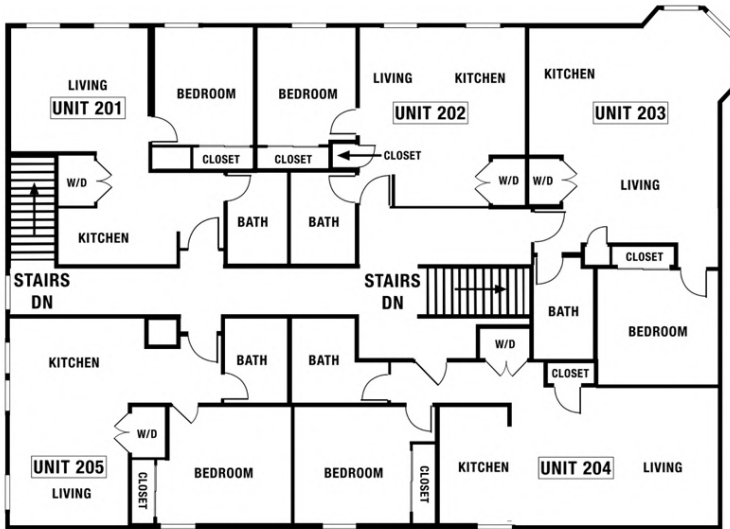 LIVING
UNIT 201
BEDROOM
CLOSET
W/D
KITCHEN
BATH
BEDROOM
CLOSET
CLOSET
LIVING
KITCHEN
UNIT 202
W/D
BATH
KITCHEN
UNIT 203
W/D
LIVING
CLOSET
BATH
BEDROOM
STAIRS
DN
STAIRS
DN
KITCHEN
BATH
W/D
UNIT 205
LIVING
CLOSET
BEDROOM
BATH
W/D
CLOSET
BEDROOM
CLOSET
KITCHEN
UNIT 204
LIVING